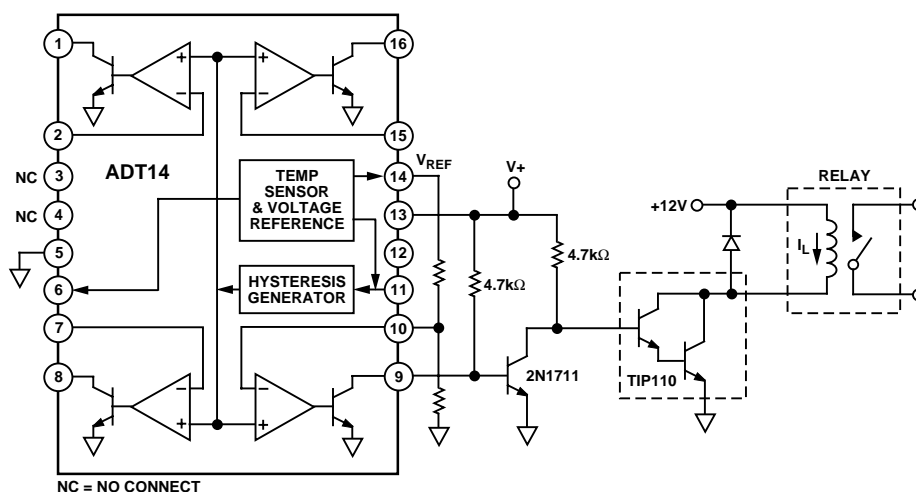 1
16
+
+
−
−
2
15
ADT14
NC
3
14
VREF
TEMP
SENSOR
& VOLTAGE
REFERENCE
V+
RELAY
+12V
NC
4
13
IL
5
12
4.7kΩ
4.7kΩ
6
11
HYSTERESIS
GENERATOR
7
10
−
−
8
9
2N1711
TIP110
+
+
NC = NO CONNECT